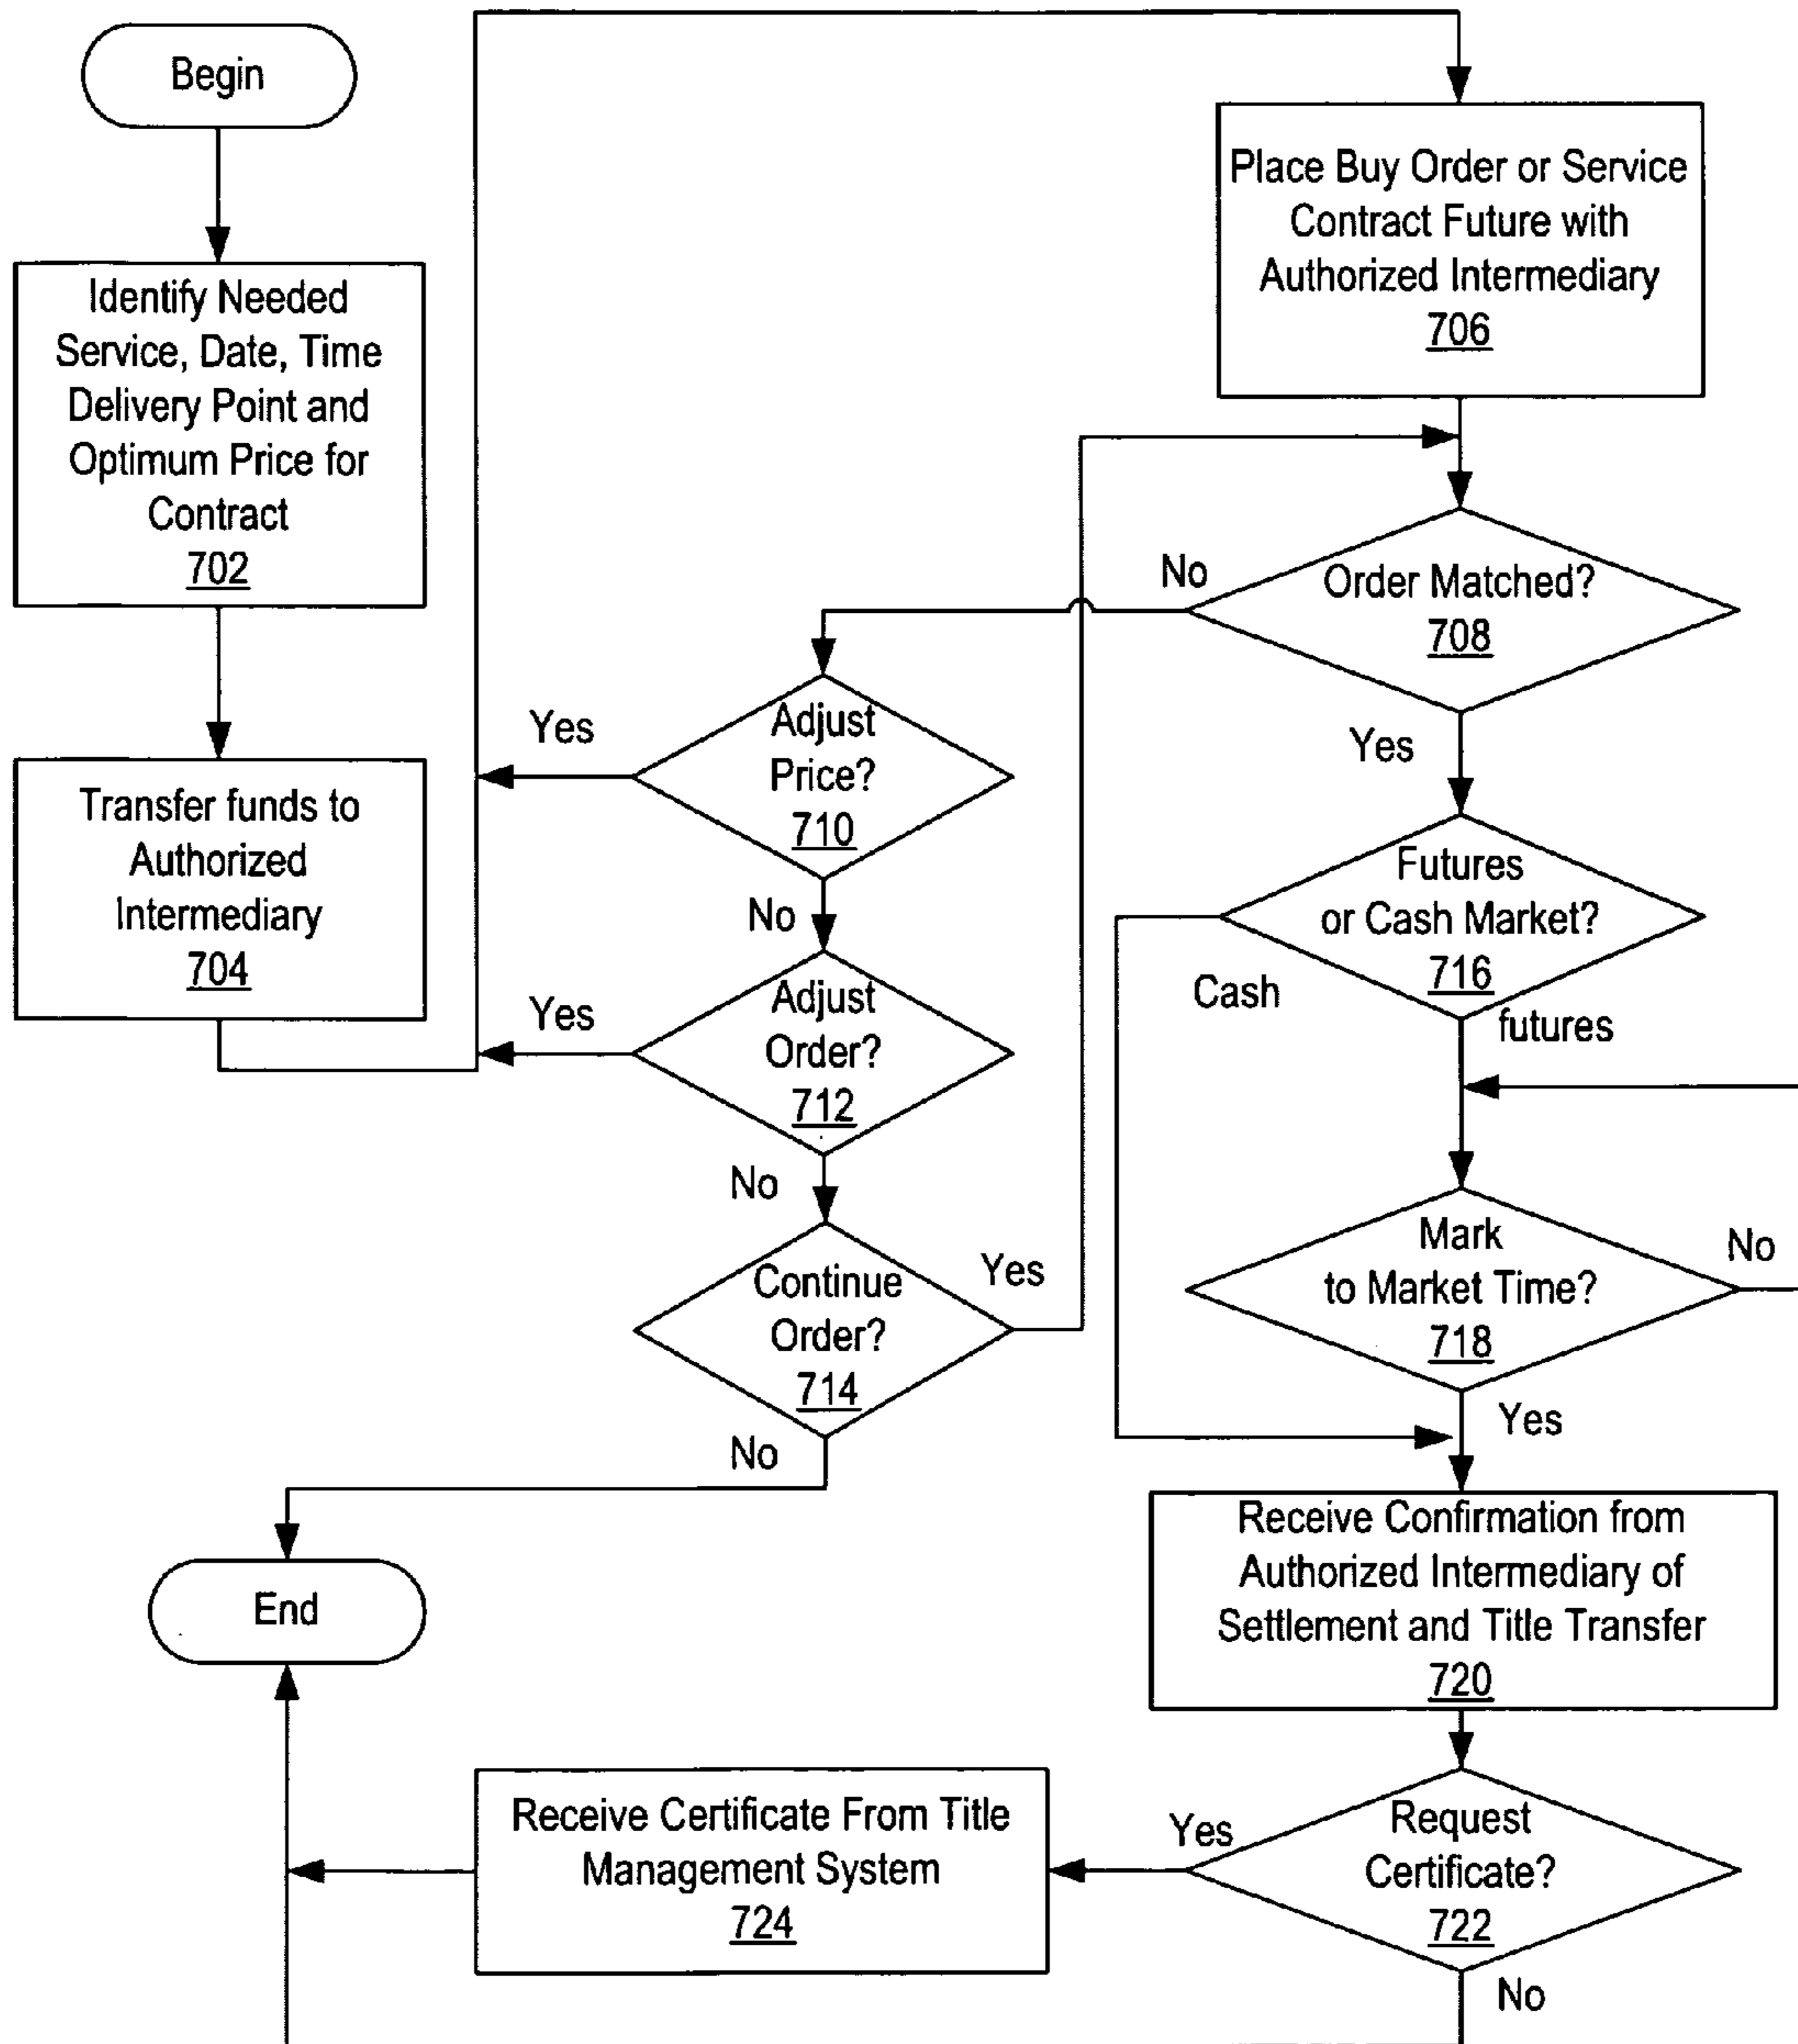 Begin
Identify Needed
Service, Date, Time
Delivery Point and
Optimum Price for
Contract
702
Transfer funds to
Authorized
Intermediary
704
Place Buy Order or Service
Contract Future with
Authorized Intermediary
706
Order Matched?
708
No
Yes
Adjust
Price?
710
Yes
No
Adjust
Order?
712
Yes
No
Continue
Order?
714
Yes
No
Futures
or Cash Market?
716
Cash
futures
Mark
to Market Time?
718
No
Yes
Receive Confirmation from
Authorized Intermediary of
Settlement and Title Transfer
720
Request
Certificate?
722
Yes
No
Receive Certificate From Title
Management System
724
End